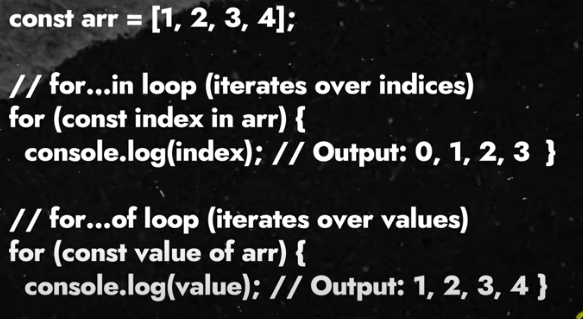 const arr = [1, 2, 3, 4];
// for...in loop (iterates over indices)
for (const index in arr) {
console.log(index); // Output: 0, 1, 2, 3 }
// for...of loop (iterates over values)
for (const value of arr) {
console.log(value); // Output: 1, 2, 3, 4 }